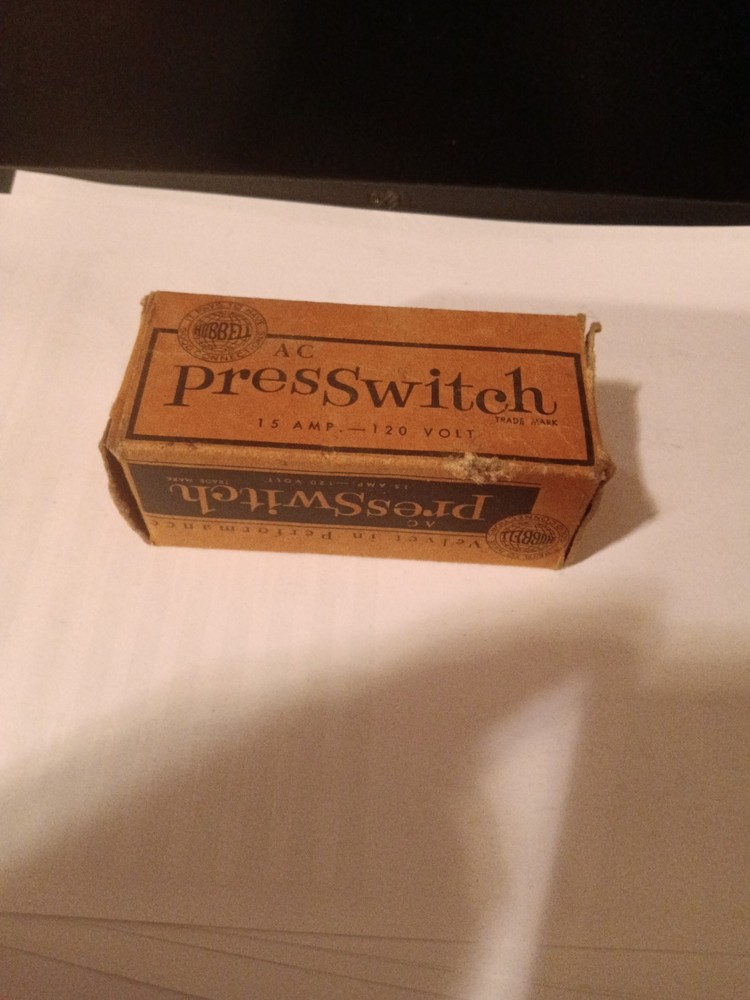 HUBBELL
AC
presSwitch
TRADE MARK
15 AMP.—120 VOLT
presSwitch
AC
15 AMP.—120 VOLT
TRADE MARK
HUBBELL
Velvet in Performance